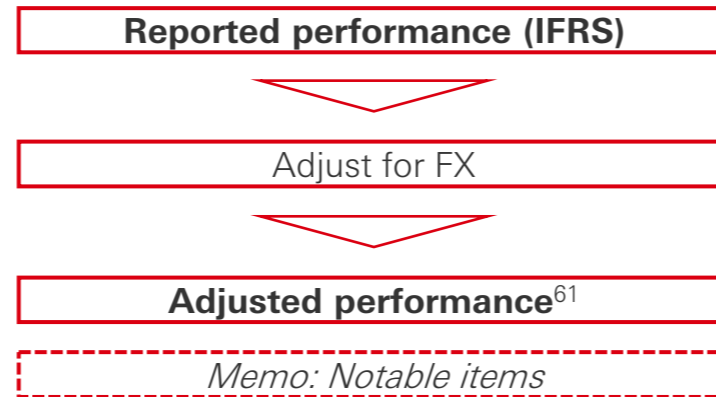 Reported performance (IFRS)
Adjust for FX
Adjusted performance61
Memo: Notable items